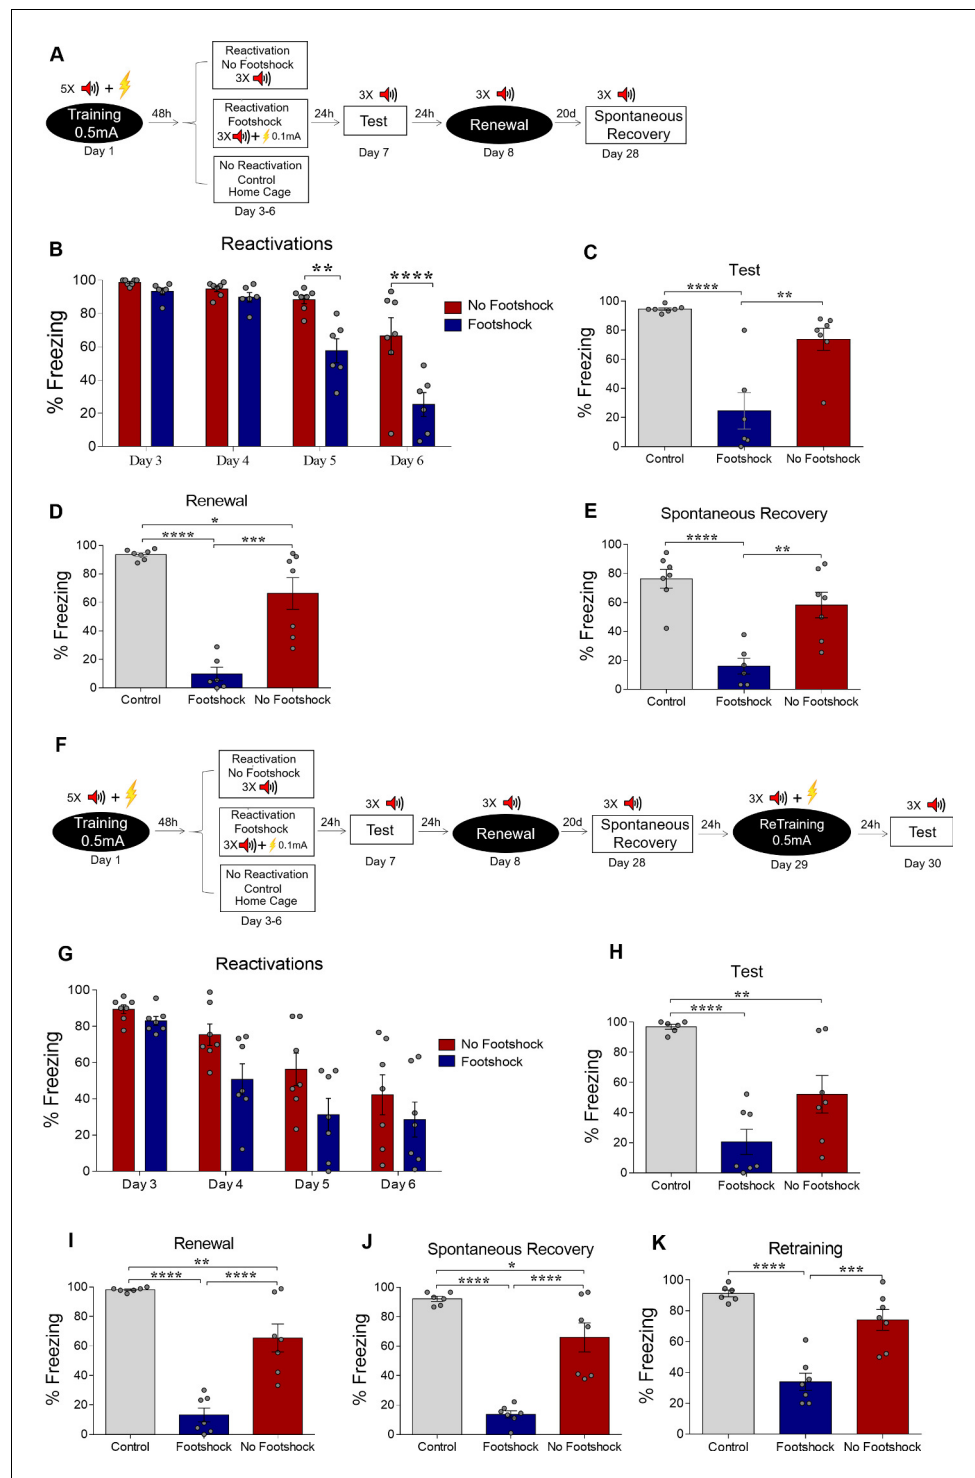 A
5X + 
Training
0.5mA
Day 1
48h
Reactivation
No Footshock
3X
Reactivation
Footshock
3X + 0.1mA
No Reactivation
Control
Home Cage
Day 3-6
24h
3X
Test
Day 7
24h
3X
Renewal
Day 8
20d
3X
Spontaneous
Recovery
Day 28
B
Reactivations
% Freezing
100
80
60
40
20
0
** ****
Day 3 Day 4 Day 5 Day 6
No Footshock
Footshock
C
Test
% Freezing
100
80
60
40
20
0
**** **
Control Footshock No Footshock
D
Renewal
% Freezing
100
80
60
40
20
0
*
**** ***
Control Footshock No Footshock
E
Spontaneous Recovery
% Freezing
100
80
60
40
20
0
**** **
Control Footshock No Footshock
F
5X +
Training
0.5mA
Day 1
48h
Reactivation
No Footshock
3X
Reactivation
Footshock
3X + 0.1mA
No Reactivation
Control
Home Cage
Day 3-6
24h
3X
Test
Day 7
24h
3X
Renewal
Day 8
20d
3X
Spontaneous
Recovery
Day 28
24h
3X +
ReTraining
0.5mA
Day 29
24h
3X
Test
Day 30
G
Reactivations
% Freezing
100
80
60
40
20
0
Day 3 Day 4 Day 5 Day 6
No Footshock
Footshock
H
Test
% Freezing
100
80
60
40
20
0
**
****
Control Footshock No Footshock
I
Renewal
% Freezing
100
80
60
40
20
0
**
**** ****
Control Footshock No Footshock
J
Spontaneous Recovery
% Freezing
100
80
60
40
20
0
*
**** ****
Control Footshock No Footshock
K
Retraining
% Freezing
100
80
60
40
20
0
**** ***
Control Footshock No Footshock